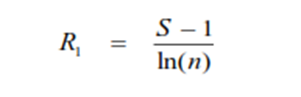 R₁ = (S − 1) / ln(n)